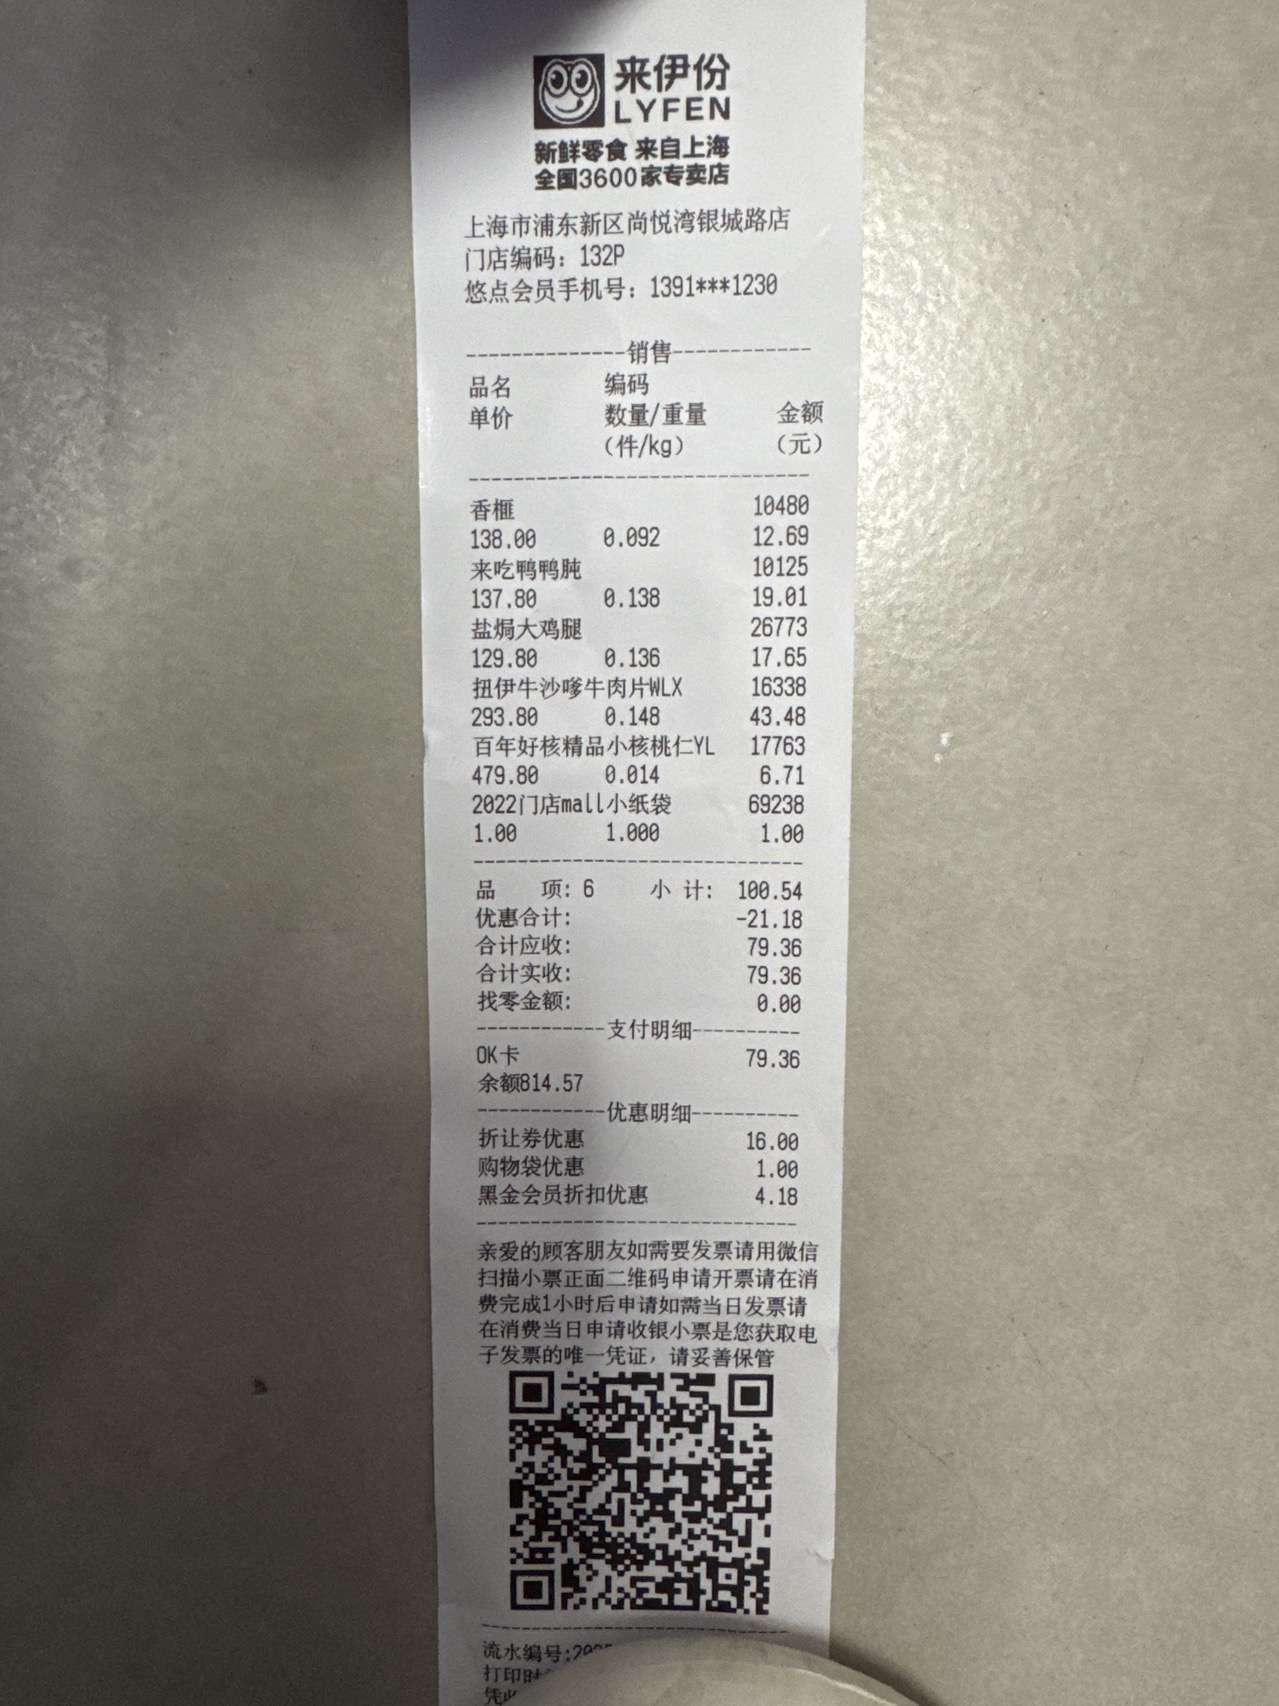 来伊份
LYFEN
新鲜零食 来自上海
全国3600家专卖店
上海市浦东新区尚悦湾银城路店
门店编码：132P
悠点会员手机号：1391***1230
--------------销售------------
品名 编码
单价 数量/重量 金额
（件/kg） （元）
------------------------------
香榧 10480
138.00 0.092 12.69
来吃鸭鸭肫 10125
137.80 0.138 19.01
盐焗大鸡腿 26773
129.80 0.136 17.65
扭伊牛沙嗲牛肉片WLX 16338
293.80 0.148 43.48
百年好核精品小核桃仁YL 17763
479.80 0.014 6.71
2022门店mall小纸袋 69238
1.00 1.000 1.00
------------------------------
品 项: 6 小 计: 100.54
优惠合计: -21.18
合计应收: 79.36
合计实收: 79.36
找零金额: 0.00
------------支付明细----------
OK卡 79.36
余额814.57
------------优惠明细----------
折让券优惠 16.00
购物袋优惠 1.00
黑金会员折扣优惠 4.18
------------------------------
亲爱的顾客朋友如需要发票请用微信
扫描小票正面二维码申请开票请在消
费完成1小时后申请如需当日发票请
在消费当日申请收银小票是您获取电
子发票的唯一凭证，请妥善保管
------------------------------
流水编号:202
打印时
凭此